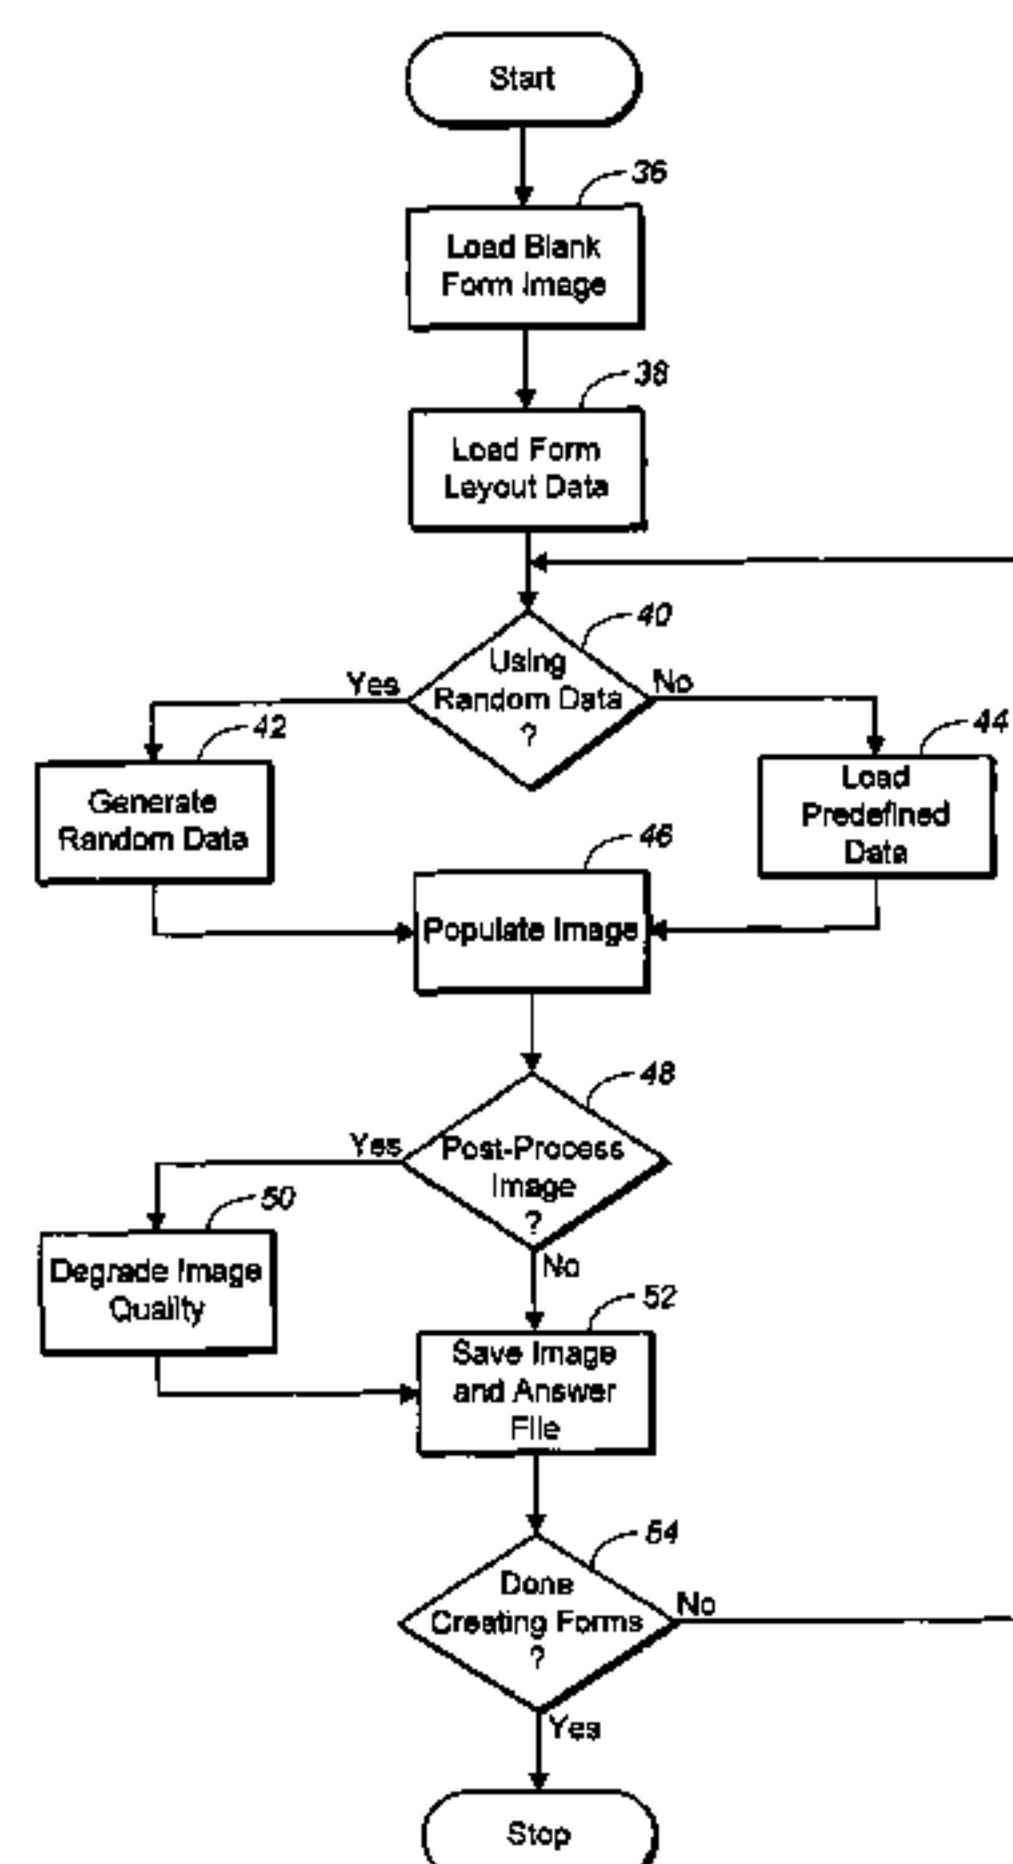 Start
36
Load Blank
Form Image
38
Load Form
Layout Data
40
Using
Random Data
?
Yes
No
42
Generate
Random Data
44
Load
Predefined
Data
46
Populate Image
48
Post-Process
Image
?
Yes
No
50
Degrade Image
Quality
52
Save Image
and Answer
File
54
Done
Creating Forms
?
No
Yes
Stop